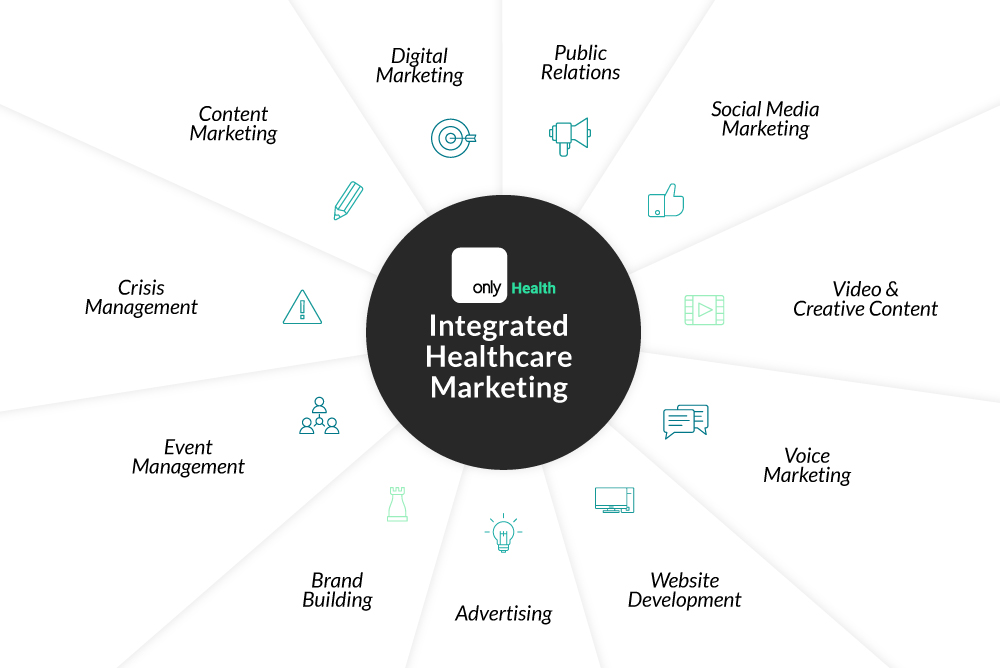 Digital
Marketing
Public
Relations
Social Media
Marketing
Video &
Creative Content
Voice
Marketing
Website
Development
Advertising
Brand
Building
Event
Management
Crisis
Management
Content
Marketing
only Health
Integrated
Healthcare
Marketing